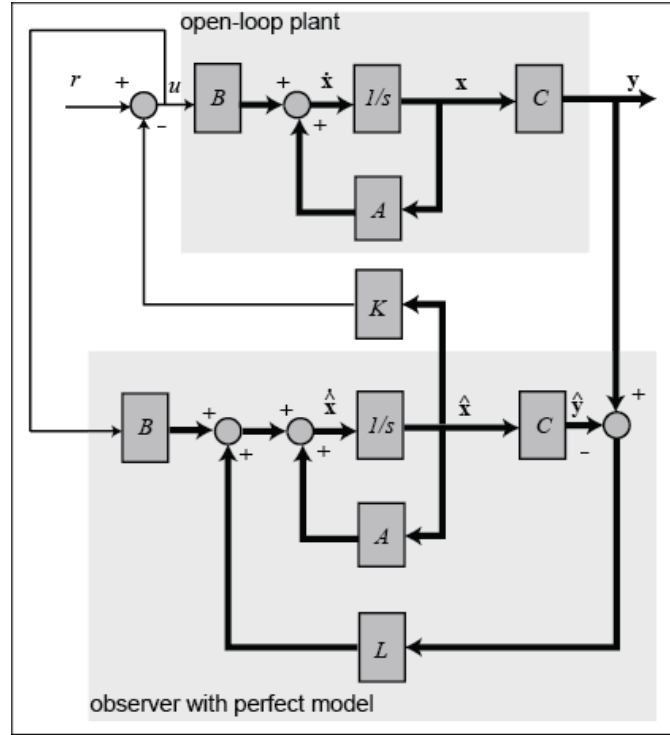 open-loop plant
r + - u B + + ẋ 1/s x C y
A
K
B + + + + x̂̇ 1/s x̂ C ŷ + -
A
L
observer with perfect model